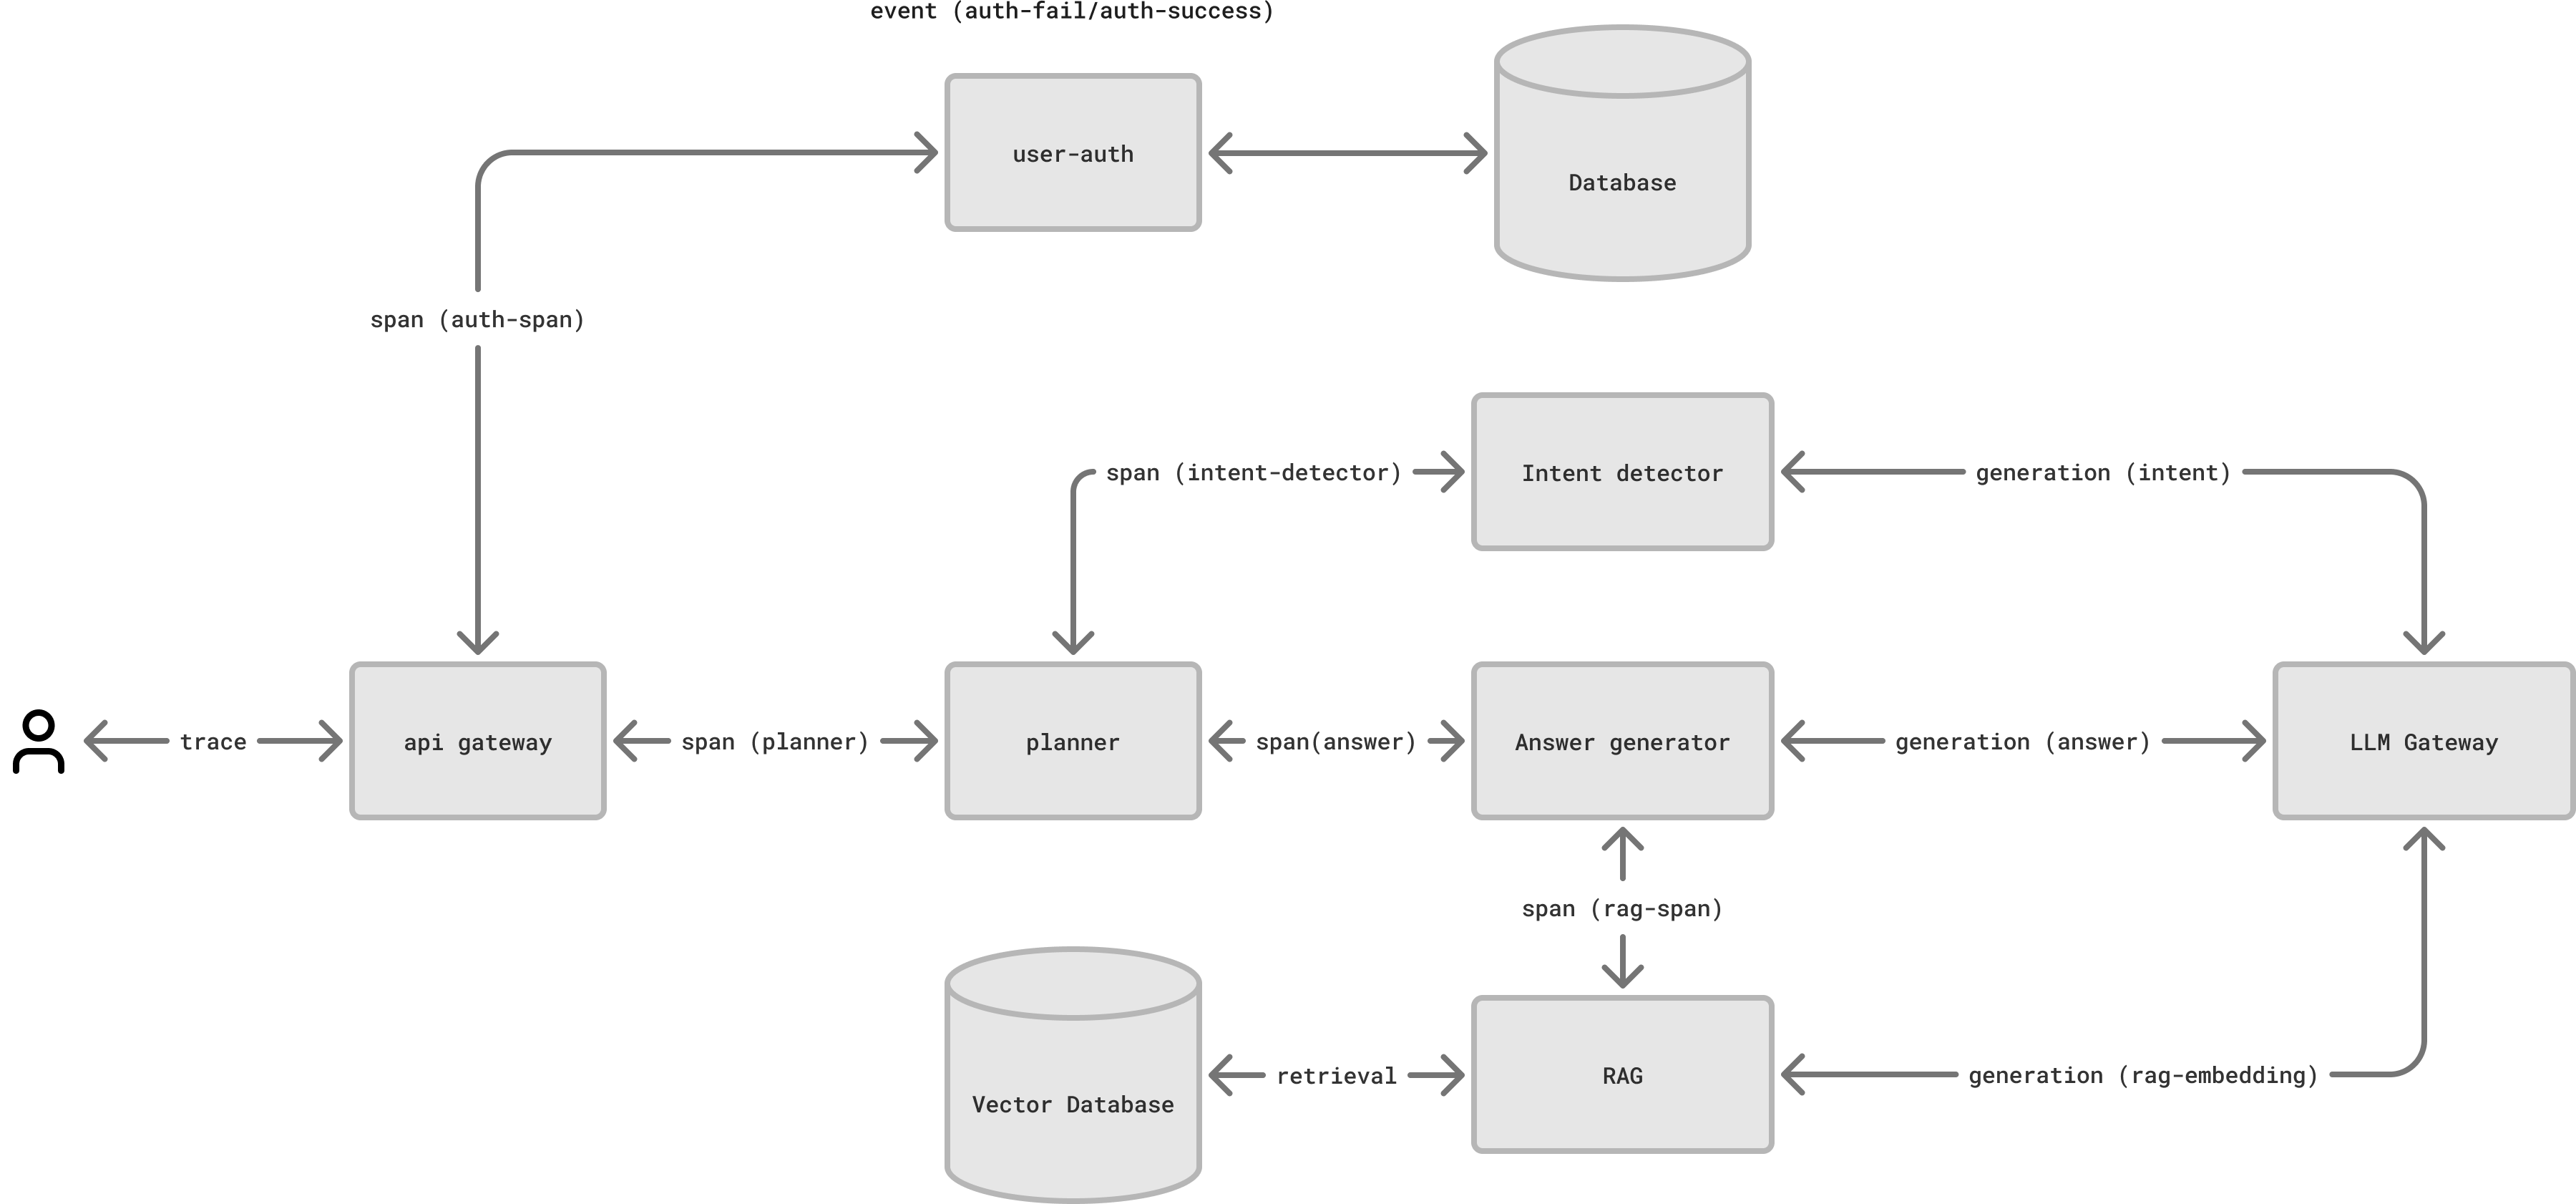 event (auth-fail/auth-success)
user-auth
Database
span (auth-span)
span (intent-detector)
Intent detector
generation (intent)
trace
api gateway
span (planner)
planner
span(answer)
Answer generator
generation (answer)
LLM Gateway
span (rag-span)
Vector Database
retrieval
RAG
generation (rag-embedding)